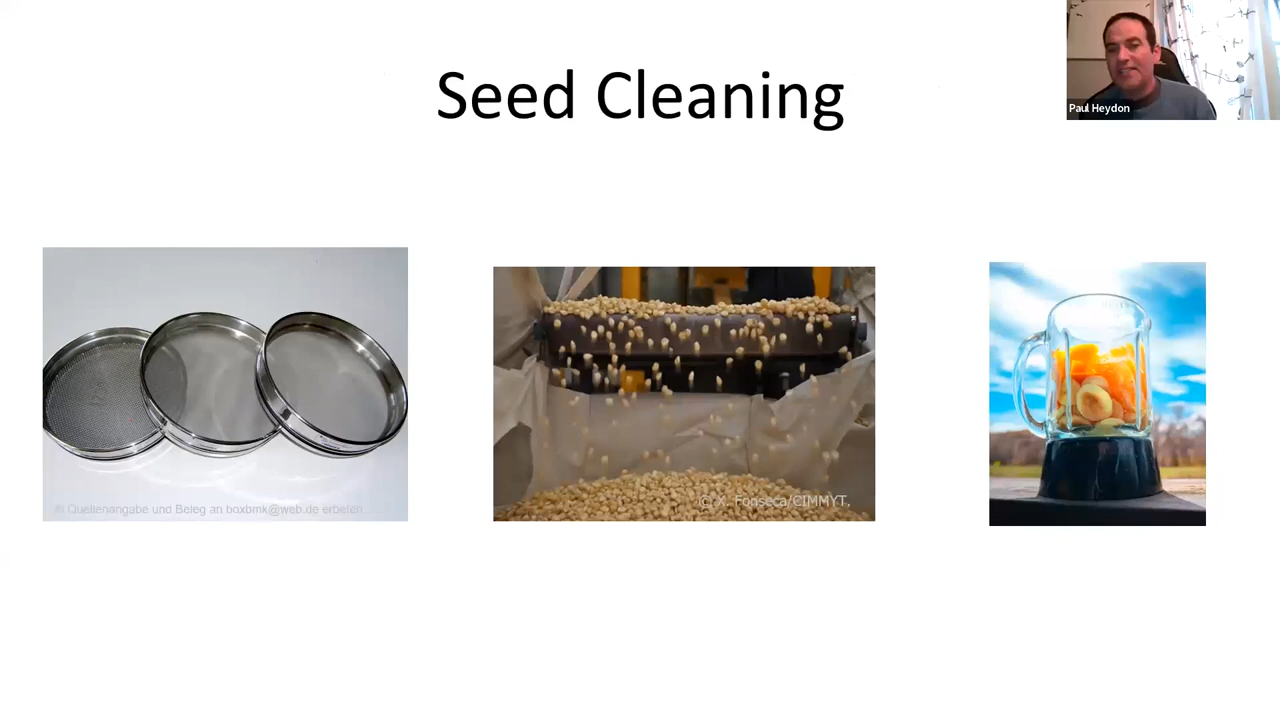 Seed Cleaning
Paul Heydon
© X. Fonseca/CIMMYT.
Quellenangabe und Beleg an boxbmk@web.de erbeten